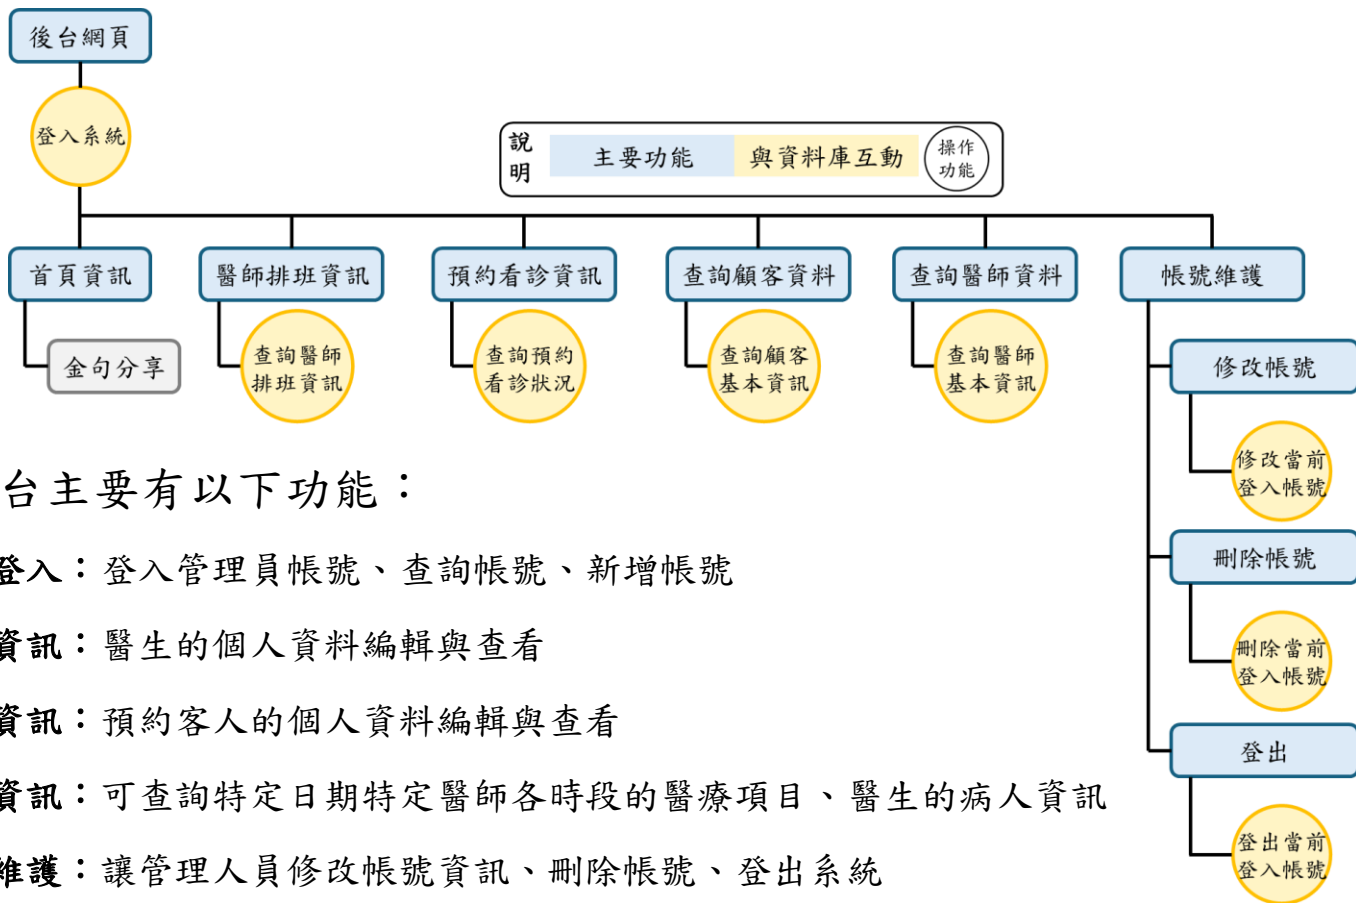 後台網頁
登入系統
說明
主要功能
與資料庫互動
操作
功能
首頁資訊
醫師排班資訊
預約看診資訊
查詢顧客資料
查詢醫師資料
帳號維護
金句分享
查詢醫師
排班資訊
查詢預約
看診狀況
查詢顧客
基本資訊
查詢醫師
基本資訊
修改帳號
修改當前
登入帳號
刪除帳號
刪除當前
登入帳號
登出
登出當前
登入帳號
台主要有以下功能：
登入：登入管理員帳號、查詢帳號、新增帳號
資訊：醫生的個人資料編輯與查看
資訊：預約客人的個人資料編輯與查看
資訊：可查詢特定日期特定醫師各時段的醫療項目、醫生的病人資訊
維護：讓管理人員修改帳號資訊、刪除帳號、登出系統